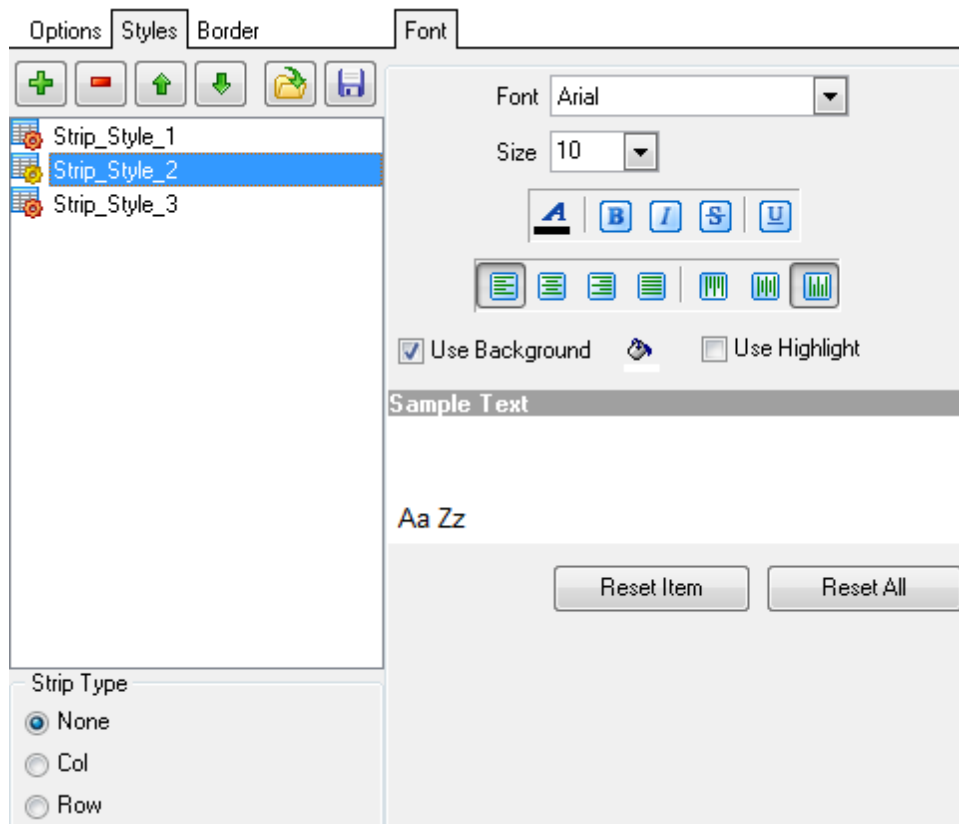 Options Styles Border
Strip_Style_1
Strip_Style_2
Strip_Style_3
Strip Type
None
Col
Row
Font
Font Arial
Size 10
A B I S U
Use Background Use Highlight
Sample Text
Aa Zz
Reset Item Reset All